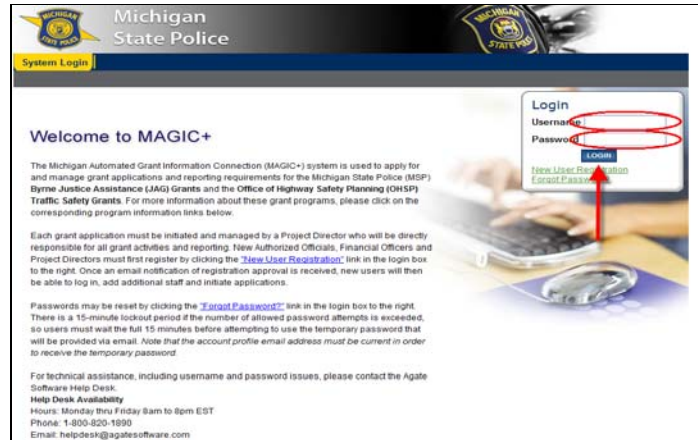 Michigan
State Police
System Login
Login
Username
Password
LOGIN
New User Registration
Forgot Password?
Welcome to MAGIC+
The Michigan Automated Grant Information Connection (MAGIC+) system is used to apply for
and manage grant applications and reporting requirements for the Michigan State Police (MSP)
Byrne Justice Assistance (JAG) Grants and the Office of Highway Safety Planning (OHSP)
Traffic Safety Grants. For more information about these grant programs, please click on the
corresponding program information links below.
Each grant application must be initiated and managed by a Project Director who will be directly
responsible for all grant activities and reporting. New Authorized Officials, Financial Officers and
Project Directors must first register by clicking the "New User Registration" link in the login box
to the right. Once an email notification of registration approval is received, new users will then
be able to log in, add additional staff and initiate applications.
Passwords may be reset by clicking the "Forgot Password?" link in the login box to the right.
There is a 15-minute lockout period if the number of allowed password attempts is exceeded,
so users must wait the full 15 minutes before attempting to use the temporary password that
will be provided via email. Note that the account profile email address must be current in order
to receive the temporary password.
For technical assistance, including username and password issues, please contact the Agate
Software Help Desk.
Help Desk Availability
Hours: Monday thru Friday 8am to 8pm EST
Phone: 1-800-820-1890
Email: helpdesk@agatesoftware.com